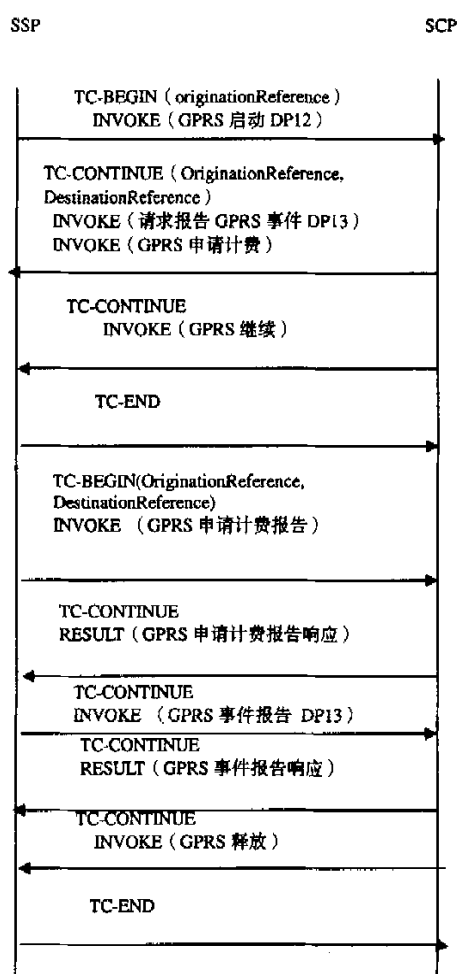 SSP SCP
TC-BEGIN ( originationReference )
INVOKE ( GPRS 启动 DP12 )
TC-CONTINUE ( OriginationReference,
DestinationReference )
INVOKE ( 请求报告 GPRS 事件 DP13 )
INVOKE ( GPRS 申请计费 )
TC-CONTINUE
INVOKE ( GPRS 继续 )
TC-END
TC-BEGIN(OriginationReference,
DestinationReference)
INVOKE ( GPRS 申请计费报告 )
TC-CONTINUE
RESULT ( GPRS 申请计费报告响应 )
TC-CONTINUE
INVOKE ( GPRS 事件报告 DP13 )
TC-CONTINUE
RESULT ( GPRS 事件报告响应 )
TC-CONTINUE
INVOKE ( GPRS 释放 )
TC-END